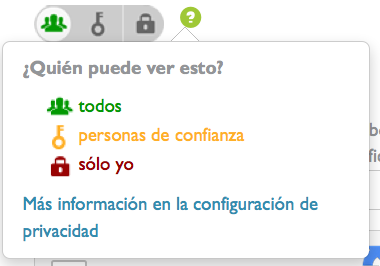 ?
¿Quién puede ver esto?
todos
personas de confianza
sólo yo
Más información en la configuración de
privacidad